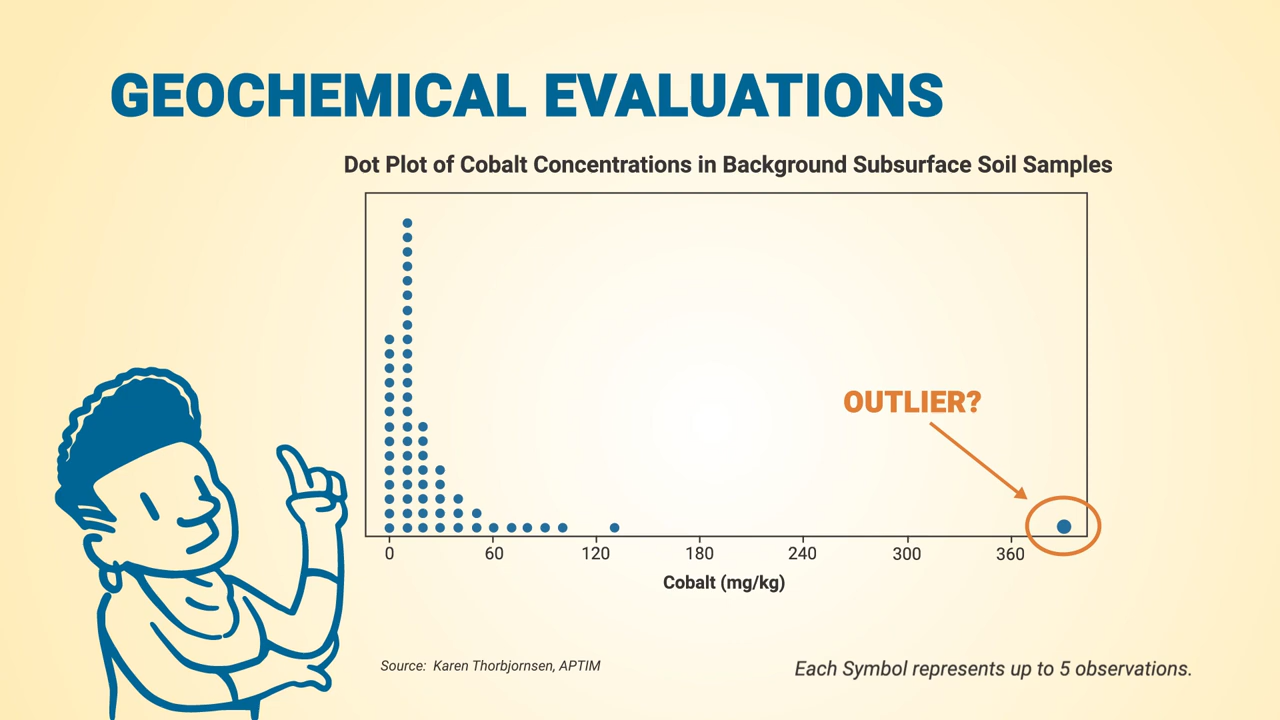 GEOCHEMICAL EVALUATIONS
Dot Plot of Cobalt Concentrations in Background Subsurface Soil Samples
OUTLIER?
0 60 120 180 240 300 360
Cobalt (mg/kg)
Source: Karen Thorbjornsen, APTIM
Each Symbol represents up to 5 observations.